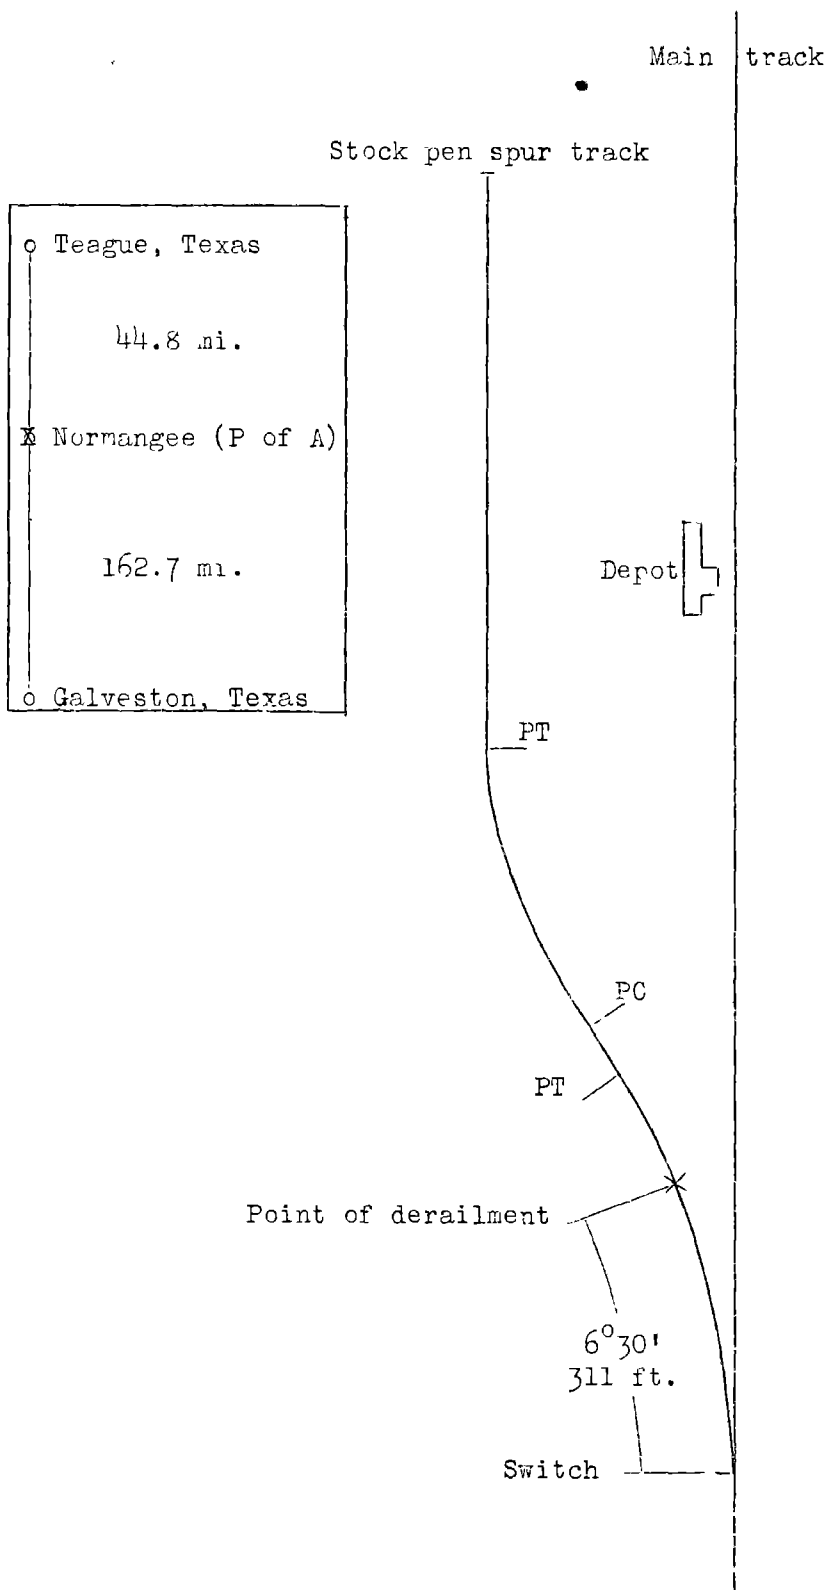 Main track
Stock pen spur track
Teague, Texas
44.8 mi.
Normangee (P of A)
162.7 mi.
Galveston, Texas
Depot
PT
PC
PT
Point of derailment
6°30'
311 ft.
Switch